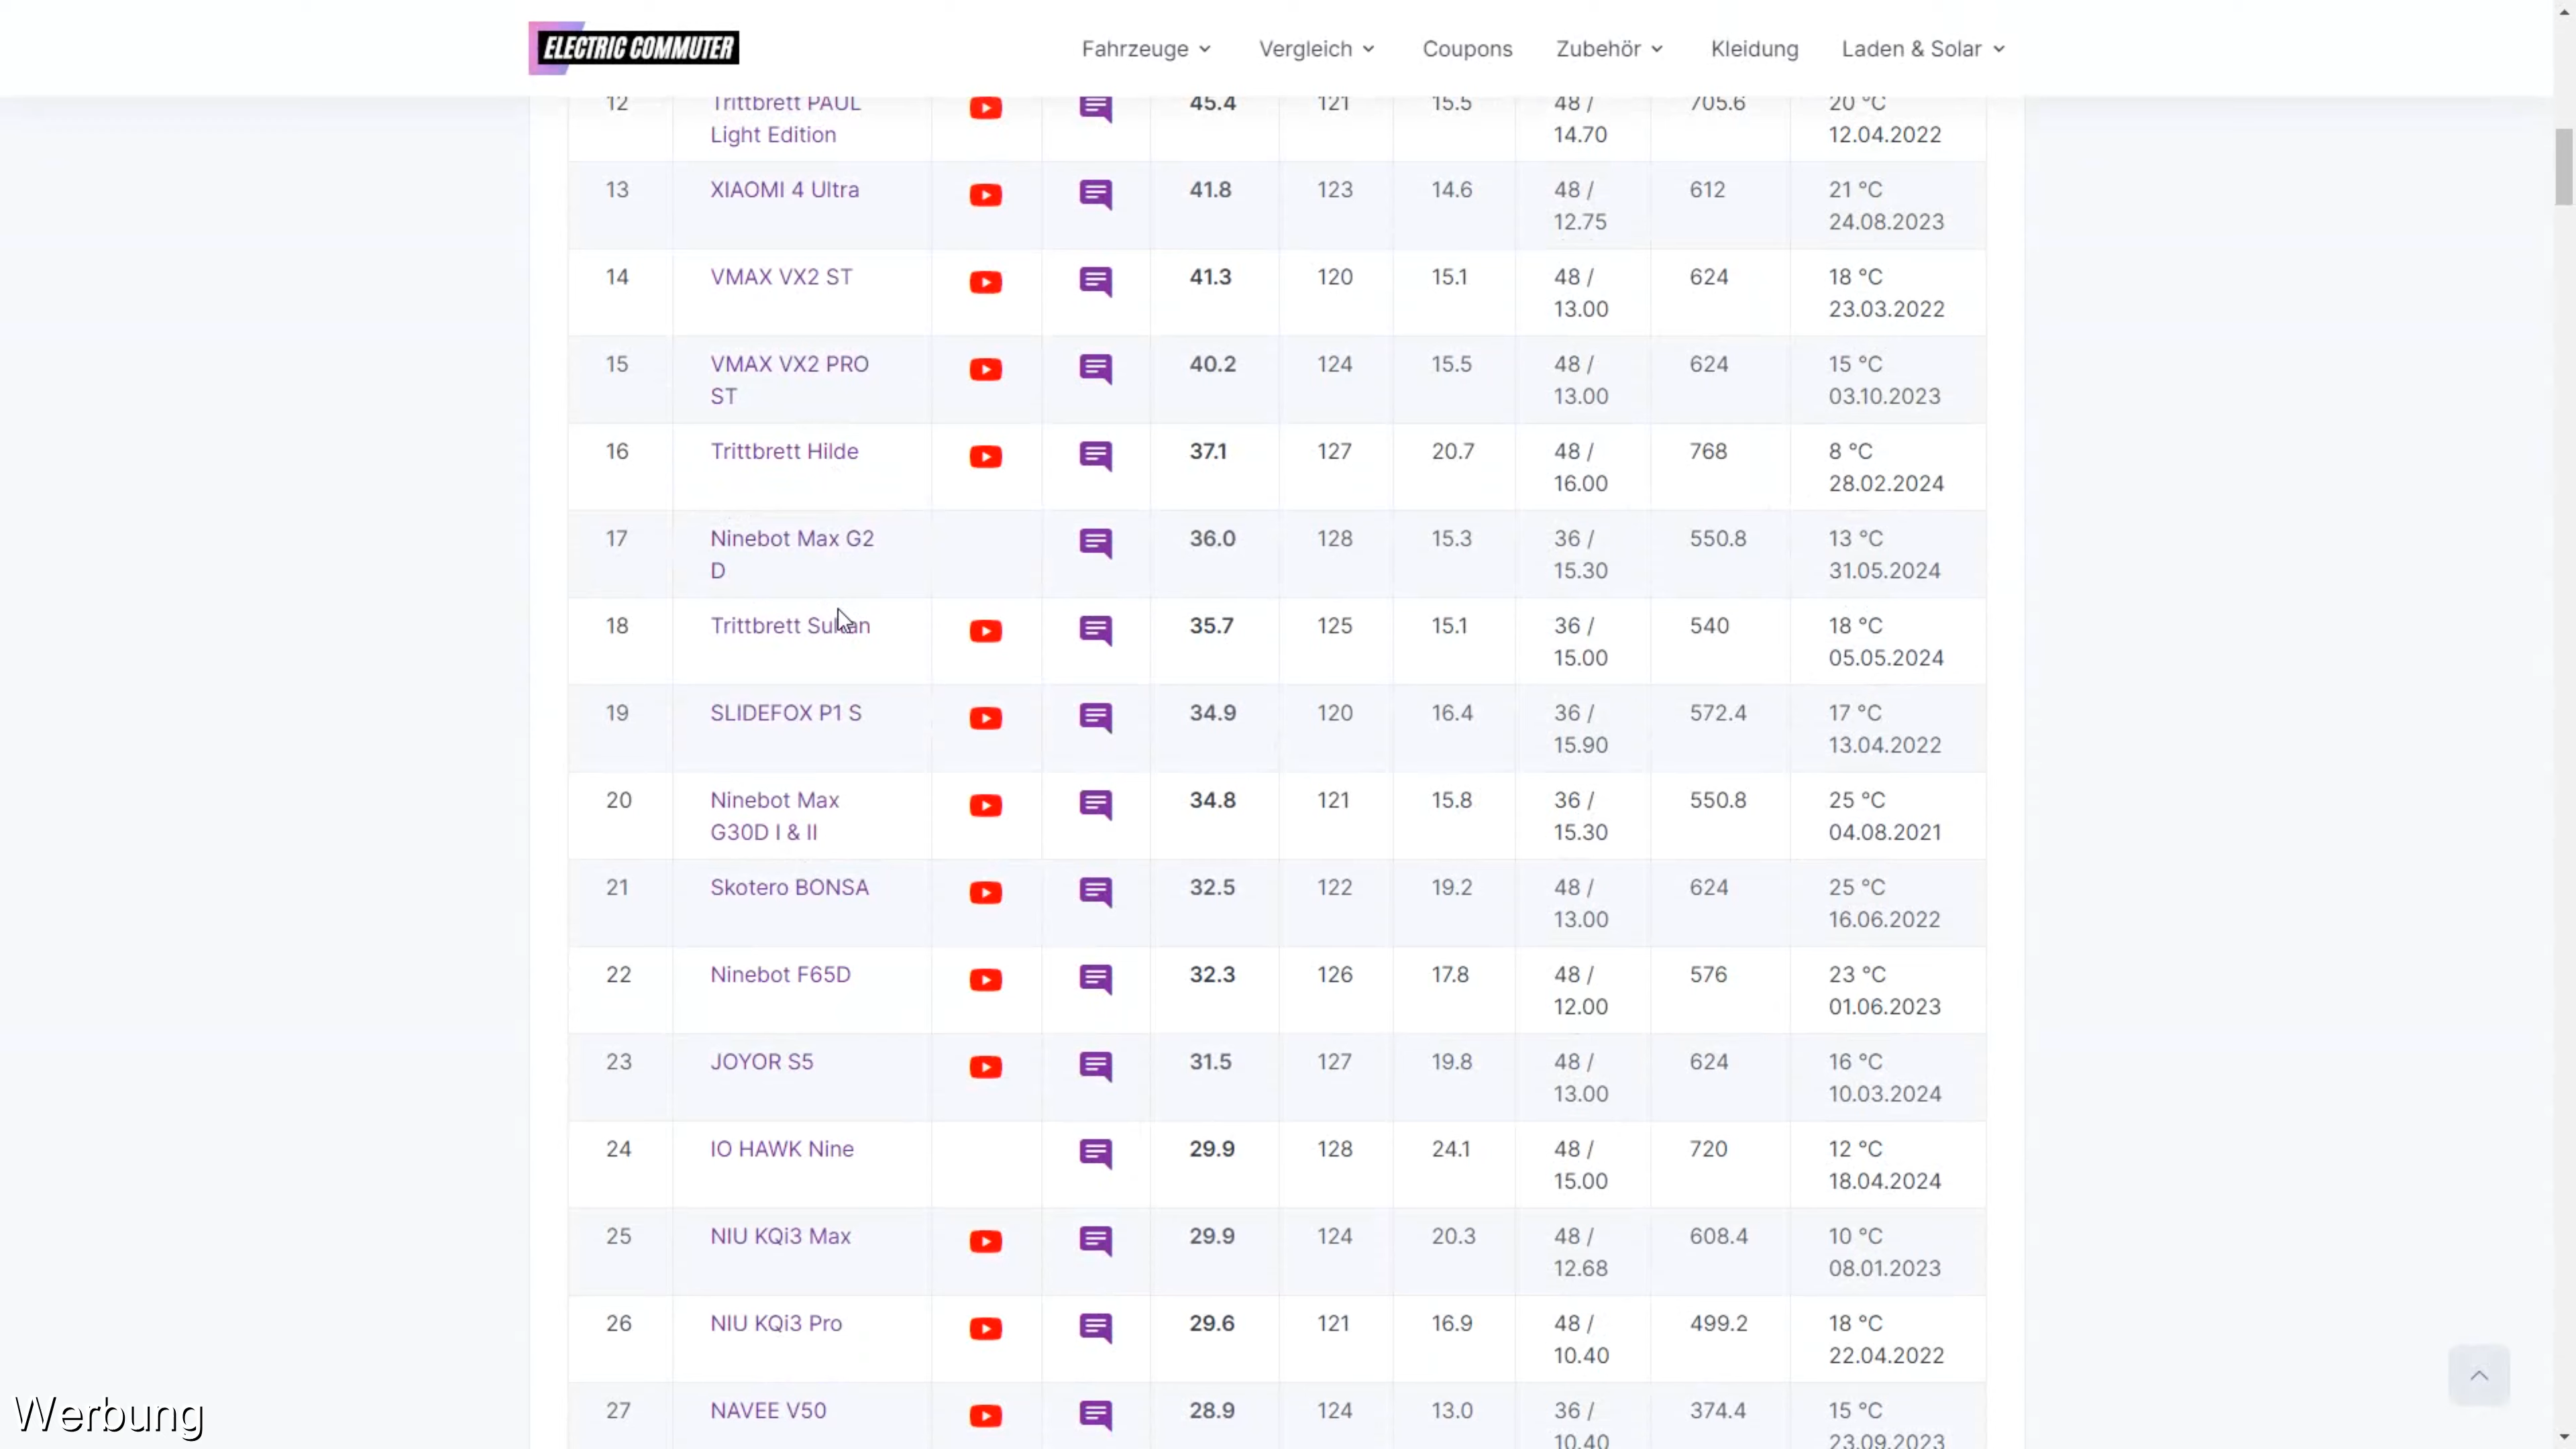 ELECTRIC COMMUTER
Fahrzeuge Vergleich Coupons Zubehör Kleidung Laden & Solar
12 Trittbrett PAUL 45.4 121 15.5 48 / 705.6 20 °C
Light Edition 14.70 12.04.2022
13 XIAOMI 4 Ultra 41.8 123 14.6 48 / 612 21 °C
12.75 24.08.2023
14 VMAX VX2 ST 41.3 120 15.1 48 / 624 18 °C
13.00 23.03.2022
15 VMAX VX2 PRO 40.2 124 15.5 48 / 624 15 °C
ST 13.00 03.10.2023
16 Trittbrett Hilde 37.1 127 20.7 48 / 768 8 °C
16.00 28.02.2024
17 Ninebot Max G2 36.0 128 15.3 36 / 550.8 13 °C
D 15.30 31.05.2024
18 Trittbrett Sultan 35.7 125 15.1 36 / 540 18 °C
15.00 05.05.2024
19 SLIDEFOX P1 S 34.9 120 16.4 36 / 572.4 17 °C
15.90 13.04.2022
20 Ninebot Max 34.8 121 15.8 36 / 550.8 25 °C
G30D I & II 15.30 04.08.2021
21 Skotero BONSA 32.5 122 19.2 48 / 624 25 °C
13.00 16.06.2022
22 Ninebot F65D 32.3 126 17.8 48 / 576 23 °C
12.00 01.06.2023
23 JOYOR S5 31.5 127 19.8 48 / 624 16 °C
13.00 10.03.2024
24 IO HAWK Nine 29.9 128 24.1 48 / 720 12 °C
15.00 18.04.2024
25 NIU KQi3 Max 29.9 124 20.3 48 / 608.4 10 °C
12.68 08.01.2023
26 NIU KQi3 Pro 29.6 121 16.9 48 / 499.2 18 °C
10.40 22.04.2022
27 NAVEE V50 28.9 124 13.0 36 / 374.4 15 °C
10.40 23.09.2023
Werbung